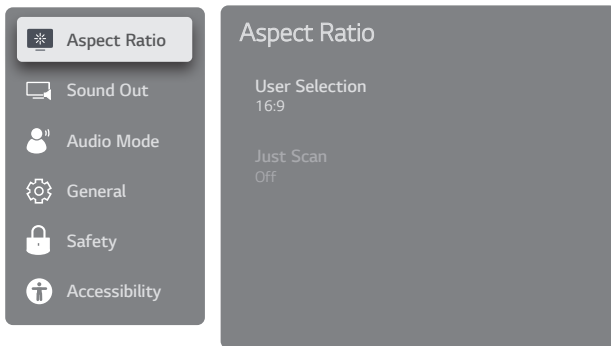 Aspect Ratio
Sound Out
Audio Mode
General
Safety
Accessibility
Aspect Ratio
User Selection
16:9
Just Scan
Off